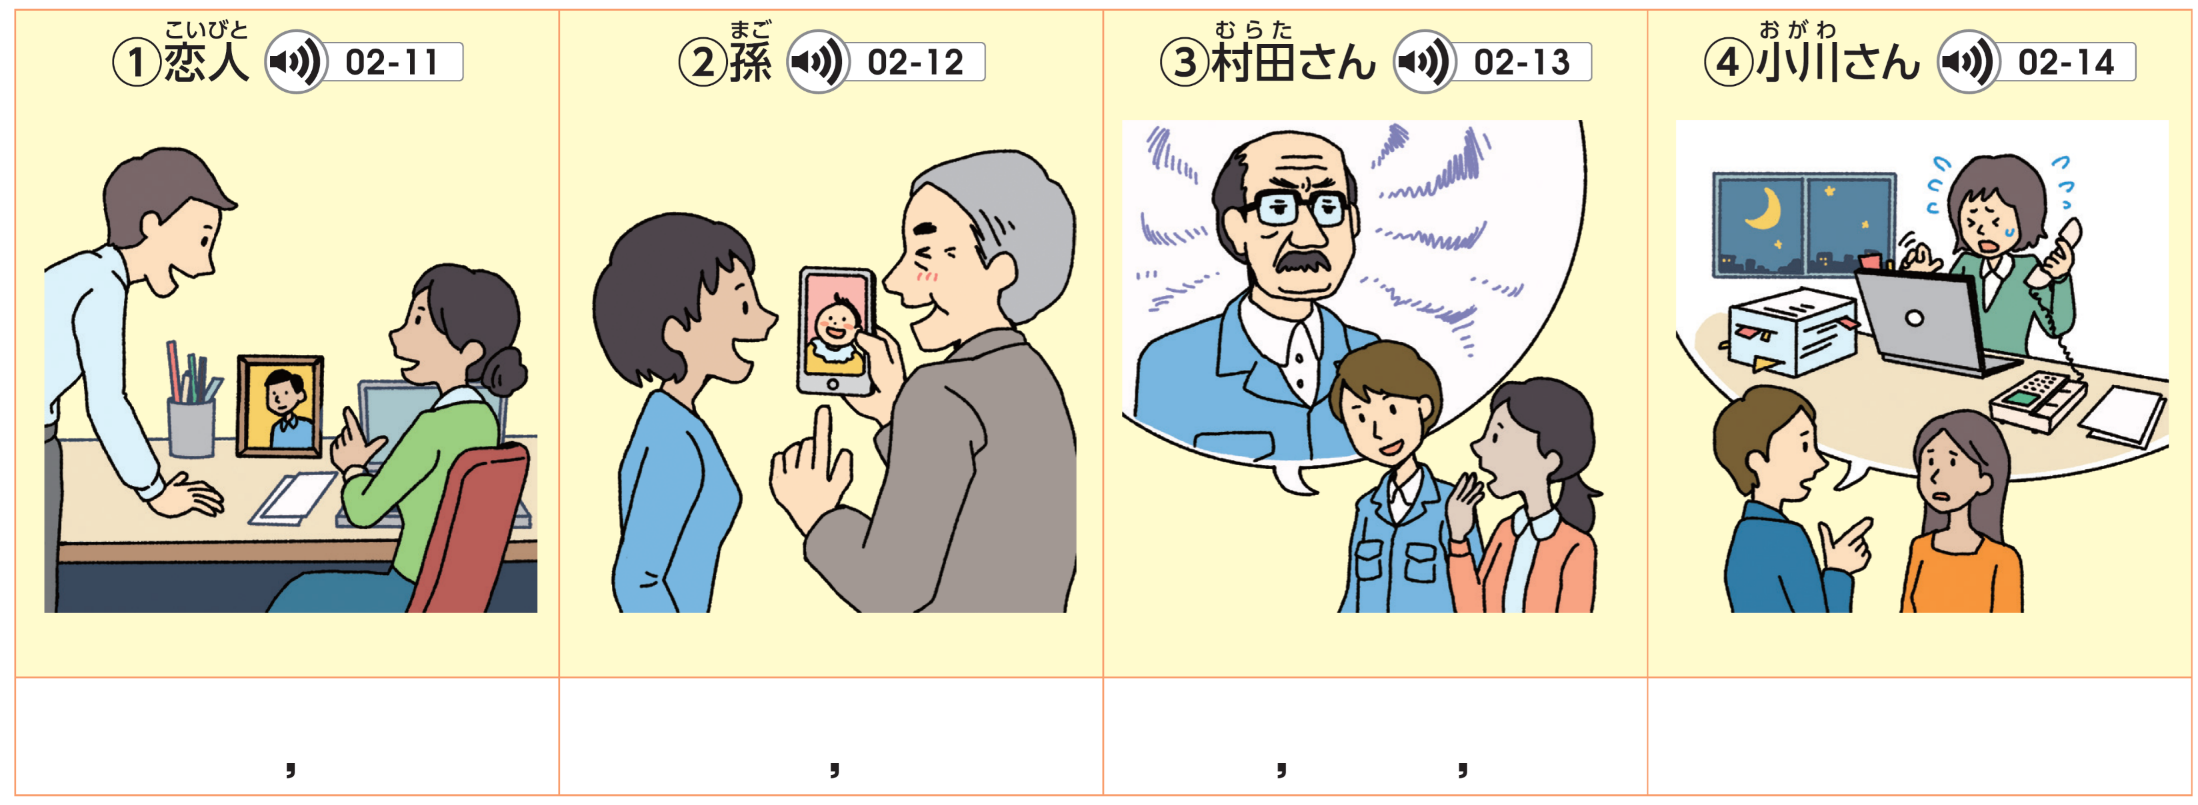 こいびと
①恋人 02-11
まご
②孫 02-12
むらた
③村田さん 02-13
おがわ
④小川さん 02-14
,
,
, ,